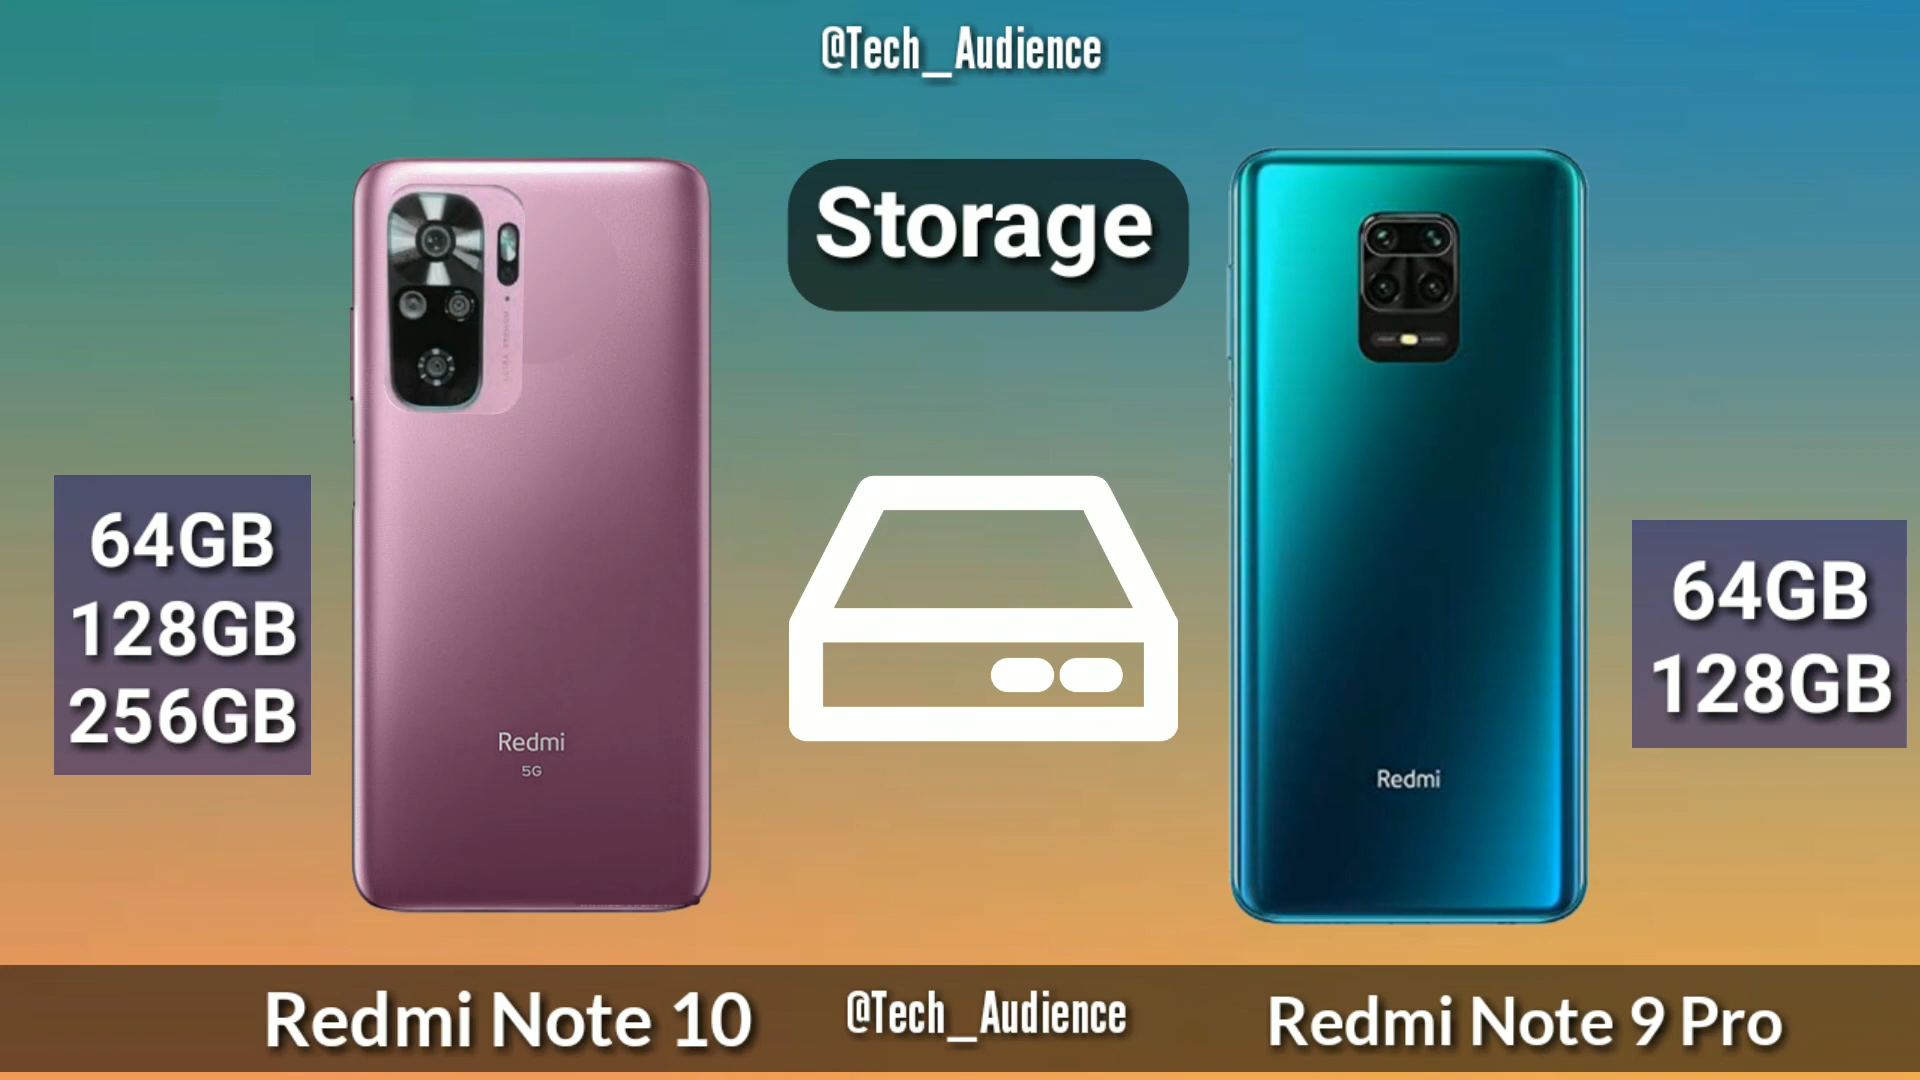 @Tech_Audience
Storage
64GB
128GB
256GB
Redmi
5G
Redmi
64GB
128GB
Redmi Note 10
@Tech_Audience
Redmi Note 9 Pro